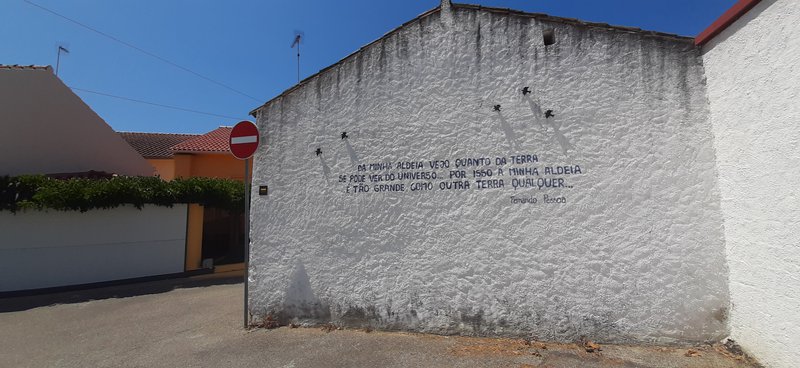 DA MINHA ALDEIA VEJO QUANTO DA TERRA
SE PODE VER DO UNIVERSO... POR ISSO A MINHA ALDEIA
É TÃO GRANDE COMO OUTRA TERRA QUALQUER...
Fernando Pessoa